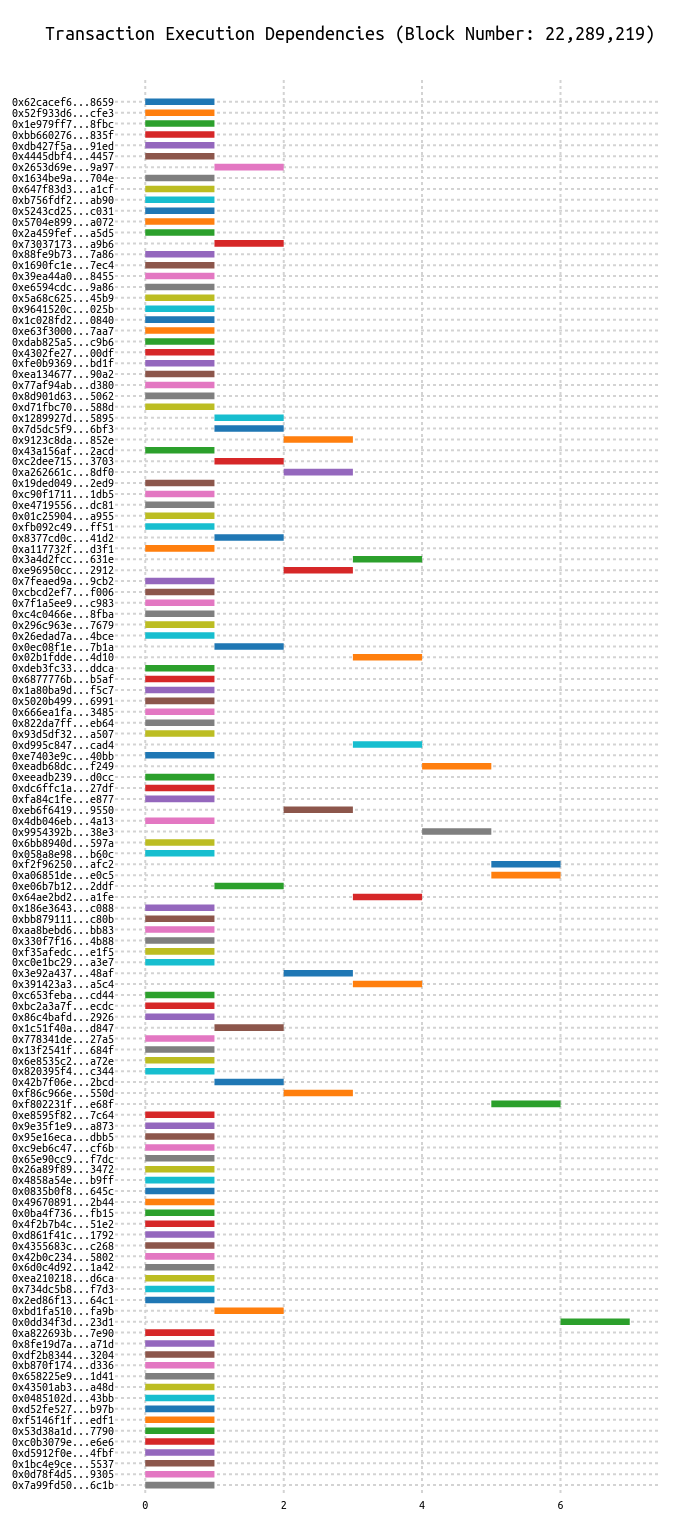 Transaction Execution Dependencies (Block Number: 22,289,219)
0x62cacef6...8659
0x52f933d6...cfe3
0x1e979ff7...8fbc
0xbb660276...835f
0xdb427f5a...91ed
0x4445dbf4...4457
0x2653d69e...9a97
0x1634be9a...704e
0x647f83d3...a1cf
0xb756fdf2...ab90
0x5243cd25...c031
0x5704e899...a072
0x2a459fef...a5d5
0x73037173...a9b6
0x88fe9b73...7a86
0x1690fc1e...7ec4
0x39ea44a0...8455
0xe6594cdc...9a86
0x5a68c625...45b9
0x9641520c...025b
0x1c028fd2...0840
0xe63f3000...7aa7
0xdab825a5...c9b6
0x4302fe27...00df
0xfe0b9369...bd1f
0xea134677...90a2
0x77af94ab...d380
0x8d901d63...5062
0xd71fbc70...588d
0x1289927d...5895
0x7d5dc5f9...6bf3
0x9123c8da...852e
0x43a156af...2acd
0xc2dee715...3703
0xa262661c...8df0
0x19ded049...2ed9
0xc90f1711...1db5
0xe4719556...dc81
0x01c25904...a955
0xfb092c49...ff51
0x8377cd0c...41d2
0xa117732f...d3f1
0x3a4d2fcc...631e
0xe96950cc...2912
0x7feaed9a...9cb2
0xcbcd2ef7...f006
0x7f1a5ee9...c983
0xc4c0466e...8fba
0x296c963e...7679
0x26edad7a...4bce
0x0ec08f1e...7b1a
0x02b1fdde...4d10
0xdeb3fc33...ddca
0x6877776b...b5af
0x1a80ba9d...f5c7
0x5020b499...6991
0x666ea1fa...3485
0x822da7ff...eb64
0x93d5df32...a507
0xd995c847...cad4
0xe7403e9c...40bb
0xeadb68dc...f249
0xeeadb239...d0cc
0xdc6ffc1a...27df
0xfa84c1fe...e877
0xeb6f6419...9550
0x4db046eb...4a13
0x9954392b...38e3
0x6bb8940d...597a
0x058a8e98...b60c
0xf2f96250...afc2
0xa06851de...e0c5
0xe06b7b12...2ddf
0x64ae2bd2...a1fe
0x186e3643...c088
0xbb879111...c80b
0xaa8bebd6...bb83
0x330f7f16...4b88
0xf35afedc...e1f5
0xc0e1bc29...a3e7
0x3e92a437...48af
0x391423a3...a5c4
0xc653feba...cd44
0xbc2a3a7f...ecdc
0x86c4bafd...2926
0x1c51f40a...d847
0x778341de...27a5
0x13f2541f...684f
0x6e8535c2...a72e
0x820395f4...c344
0x42b7f06e...2bcd
0xf86c966e...550d
0xf802231f...e68f
0xe8595f82...7c64
0x9e35f1e9...a873
0x95e16eca...dbb5
0xc9eb6c47...cf6b
0x65e90cc9...f7dc
0x26a89f89...3472
0x4858a54e...b9ff
0x0835b0f8...645c
0x49670891...2b44
0x0ba4f736...fb15
0x4f2b7b4c...51e2
0xd861f41c...1792
0x4355683c...c268
0x42b0c234...5802
0x6d0c4d92...1a42
0xea210218...d6ca
0x734dc5b8...f7d3
0x2ed86f13...64c1
0xbd1fa510...fa9b
0x0dd34f3d...23d1
0xa822693b...7e90
0x8fe19d7a...a71d
0xdf2b8344...3204
0xb870f174...d336
0x658225e9...1d41
0x43501ab3...a48d
0x0485102d...43bb
0xd52fe527...b97b
0xf5146f1f...edf1
0x53d38a1d...7790
0xc0b3079e...e6e6
0xd5912f0e...4fbf
0x1bc4e9ce...5537
0x0d78f4d5...9305
0x7a99fd50...6c1b
0 2 4 6